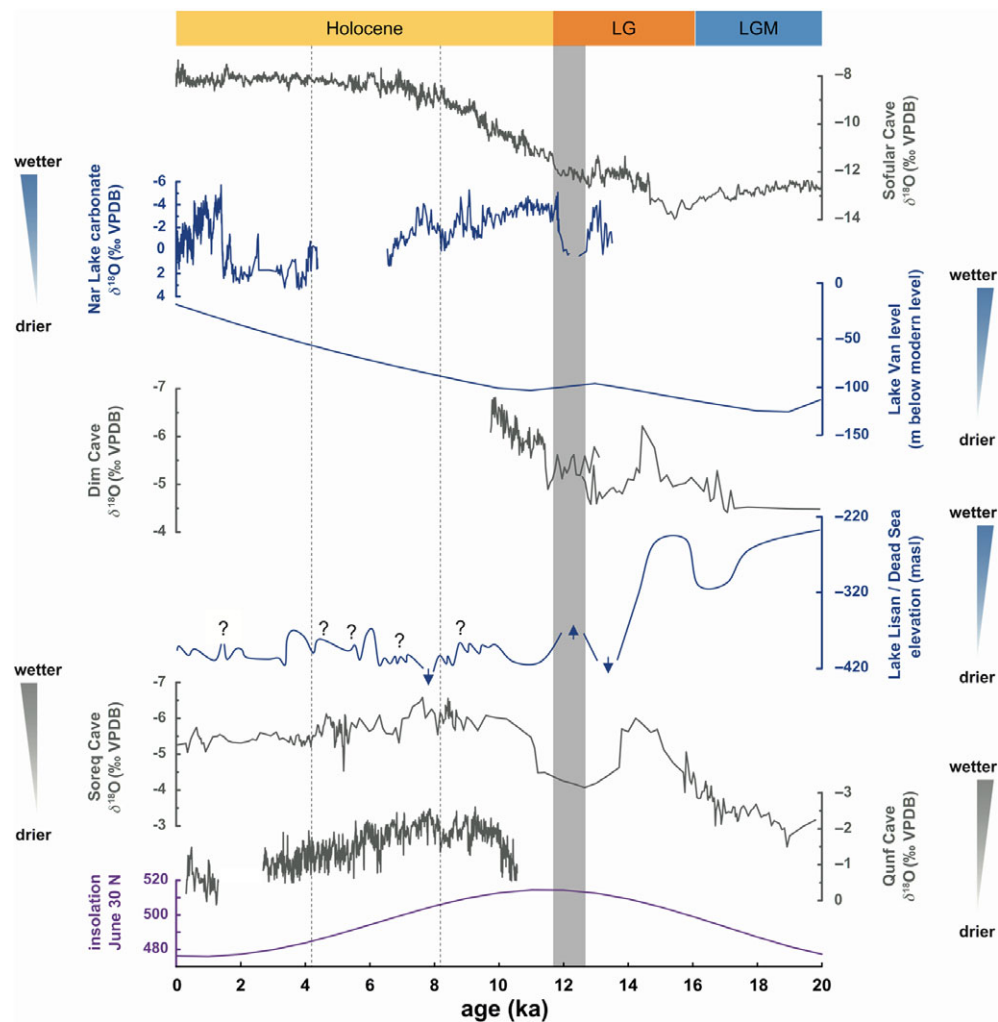 Holocene
LG
LGM
−8
−10
−12
−14
Sofular Cave
δ18O (‰ VPDB)
wetter
drier
Nar Lake carbonate
δ18O (‰ VPDB)
-6
-4
-2
0
2
4
0
−50
−100
−150
Lake Van level
(m below modern level)
wetter
drier
Dim Cave
δ18O (‰ VPDB)
-7
-6
-5
-4
−220
−320
−420
Lake Lisan / Dead Sea
elevation (masl)
wetter
drier
? ? ? ? ?
wetter
drier
Soreq Cave
δ18O (‰ VPDB)
-7
-6
-5
-4
-3
−3
−2
−1
0
Qunf Cave
δ18O (‰ VPDB)
wetter
drier
insolation
June 30 N
520
500
480
0 2 4 6 8 10 12 14 16 18 20
age (ka)